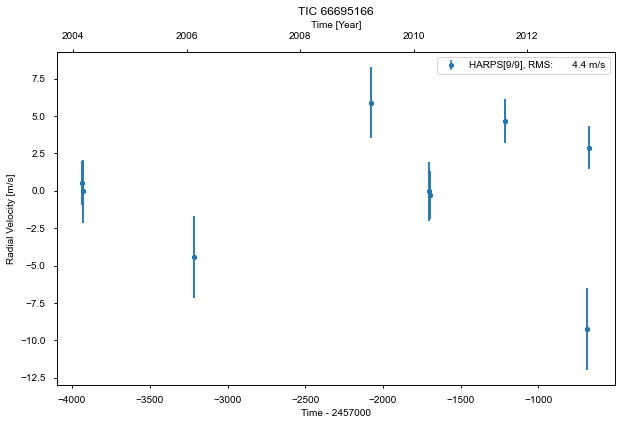 TIC 66695166
Time [Year]
2004 2006 2008 2010 2012
HARPS[9/9], RMS: 4.4 m/s
Radial Velocity [m/s]
7.5
5.0
2.5
0.0
−2.5
−5.0
−7.5
−10.0
−12.5
−4000 −3500 −3000 −2500 −2000 −1500 −1000
Time - 2457000